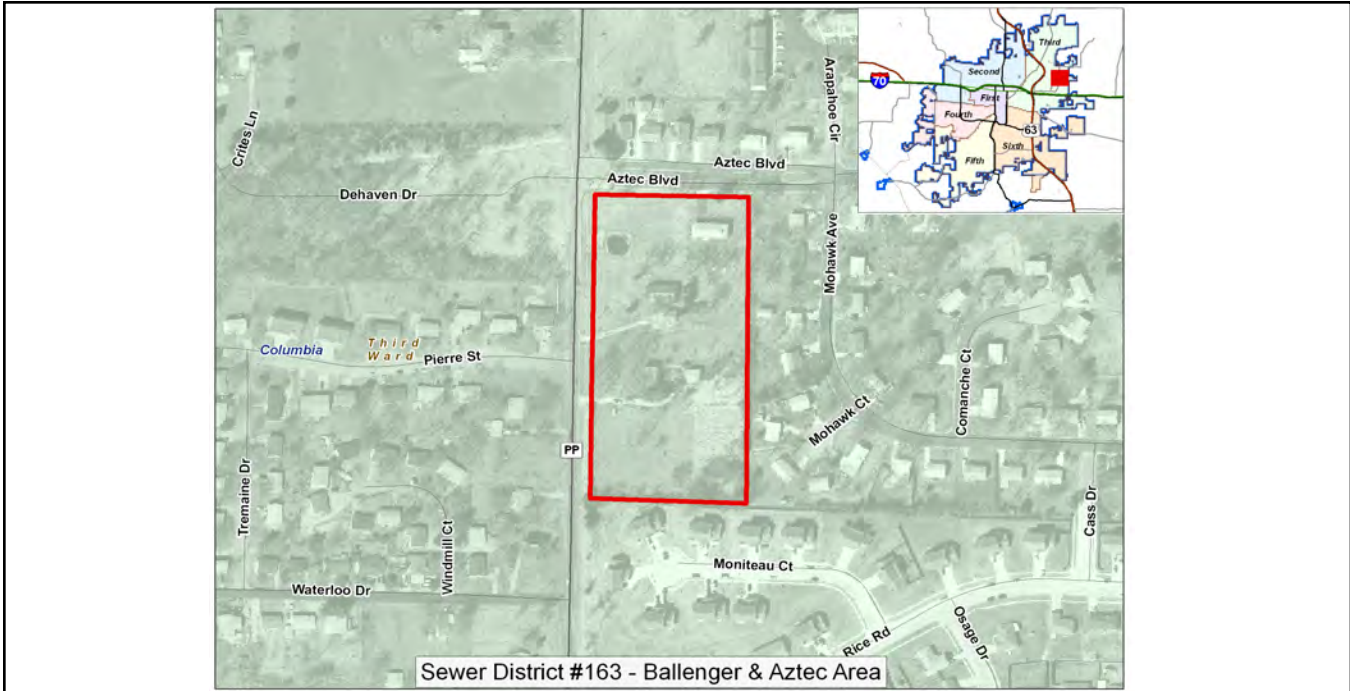 Crites Ln
Dehaven Dr
Aztec Blvd
Aztec Blvd
Arapahoe Cir
Mohawk Ave
Columbia
Third
Ward
Pierre St
PP
Tremaine Dr
Windmill Ct
Waterloo Dr
Mohawk Ct
Comanche Ct
Cass Dr
Moniteau Ct
Rice Rd
Osage Dr
70
Second
Third
First
Fourth
63
Sixth
Fifth
Sewer District #163 - Ballenger & Aztec Area